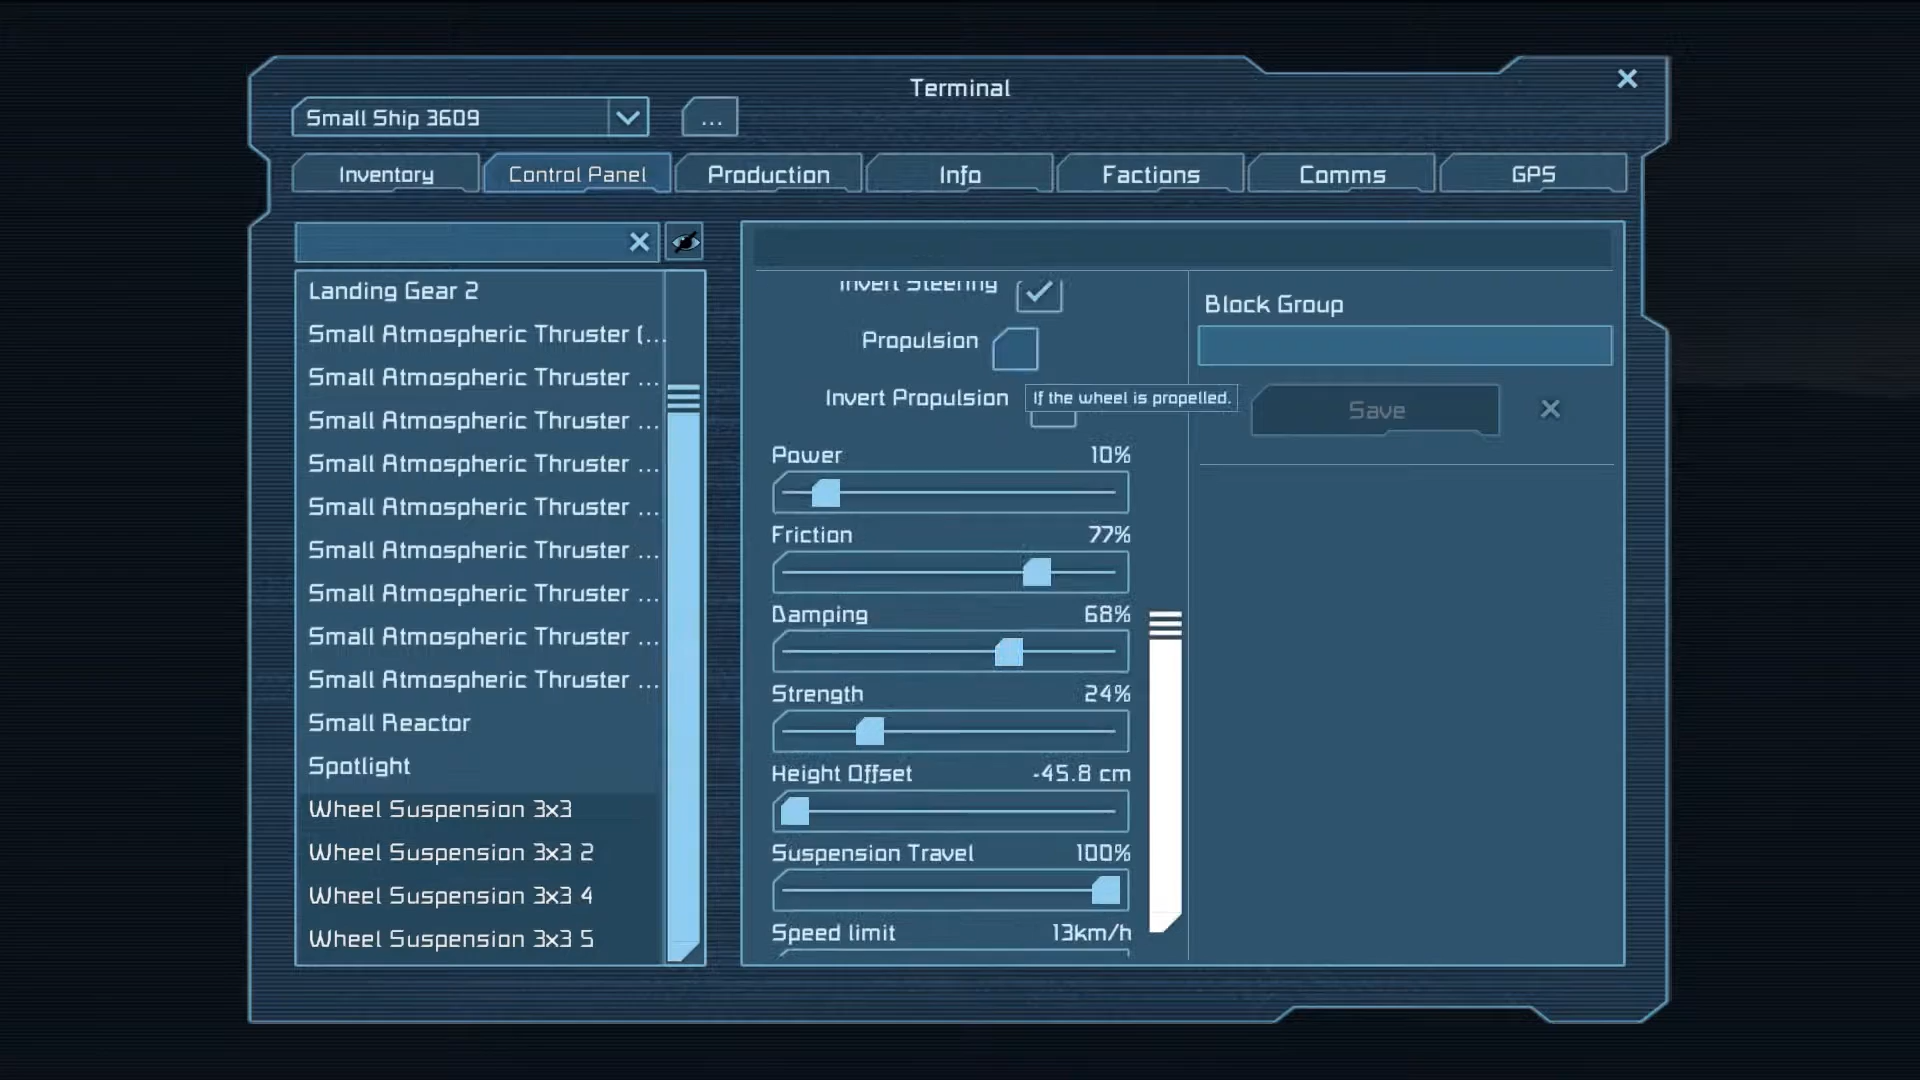 Terminal
Small Ship 3609
...
Inventory
Control Panel
Production
Info
Factions
Comms
GPS
Landing Gear 2
Small Atmospheric Thruster (...
Small Atmospheric Thruster ...
Small Atmospheric Thruster ...
Small Atmospheric Thruster ...
Small Atmospheric Thruster ...
Small Atmospheric Thruster ...
Small Atmospheric Thruster ...
Small Atmospheric Thruster ...
Small Atmospheric Thruster ...
Small Reactor
Spotlight
Wheel Suspension 3x3
Wheel Suspension 3x3 2
Wheel Suspension 3x3 4
Wheel Suspension 3x3 5
Invert Steering
Propulsion
Invert Propulsion
If the wheel is propelled.
Power 10%
Friction 77%
Damping 68%
Strength 24%
Height Offset -45.8 cm
Suspension Travel 100%
Speed limit 13km/h
Block Group
Save